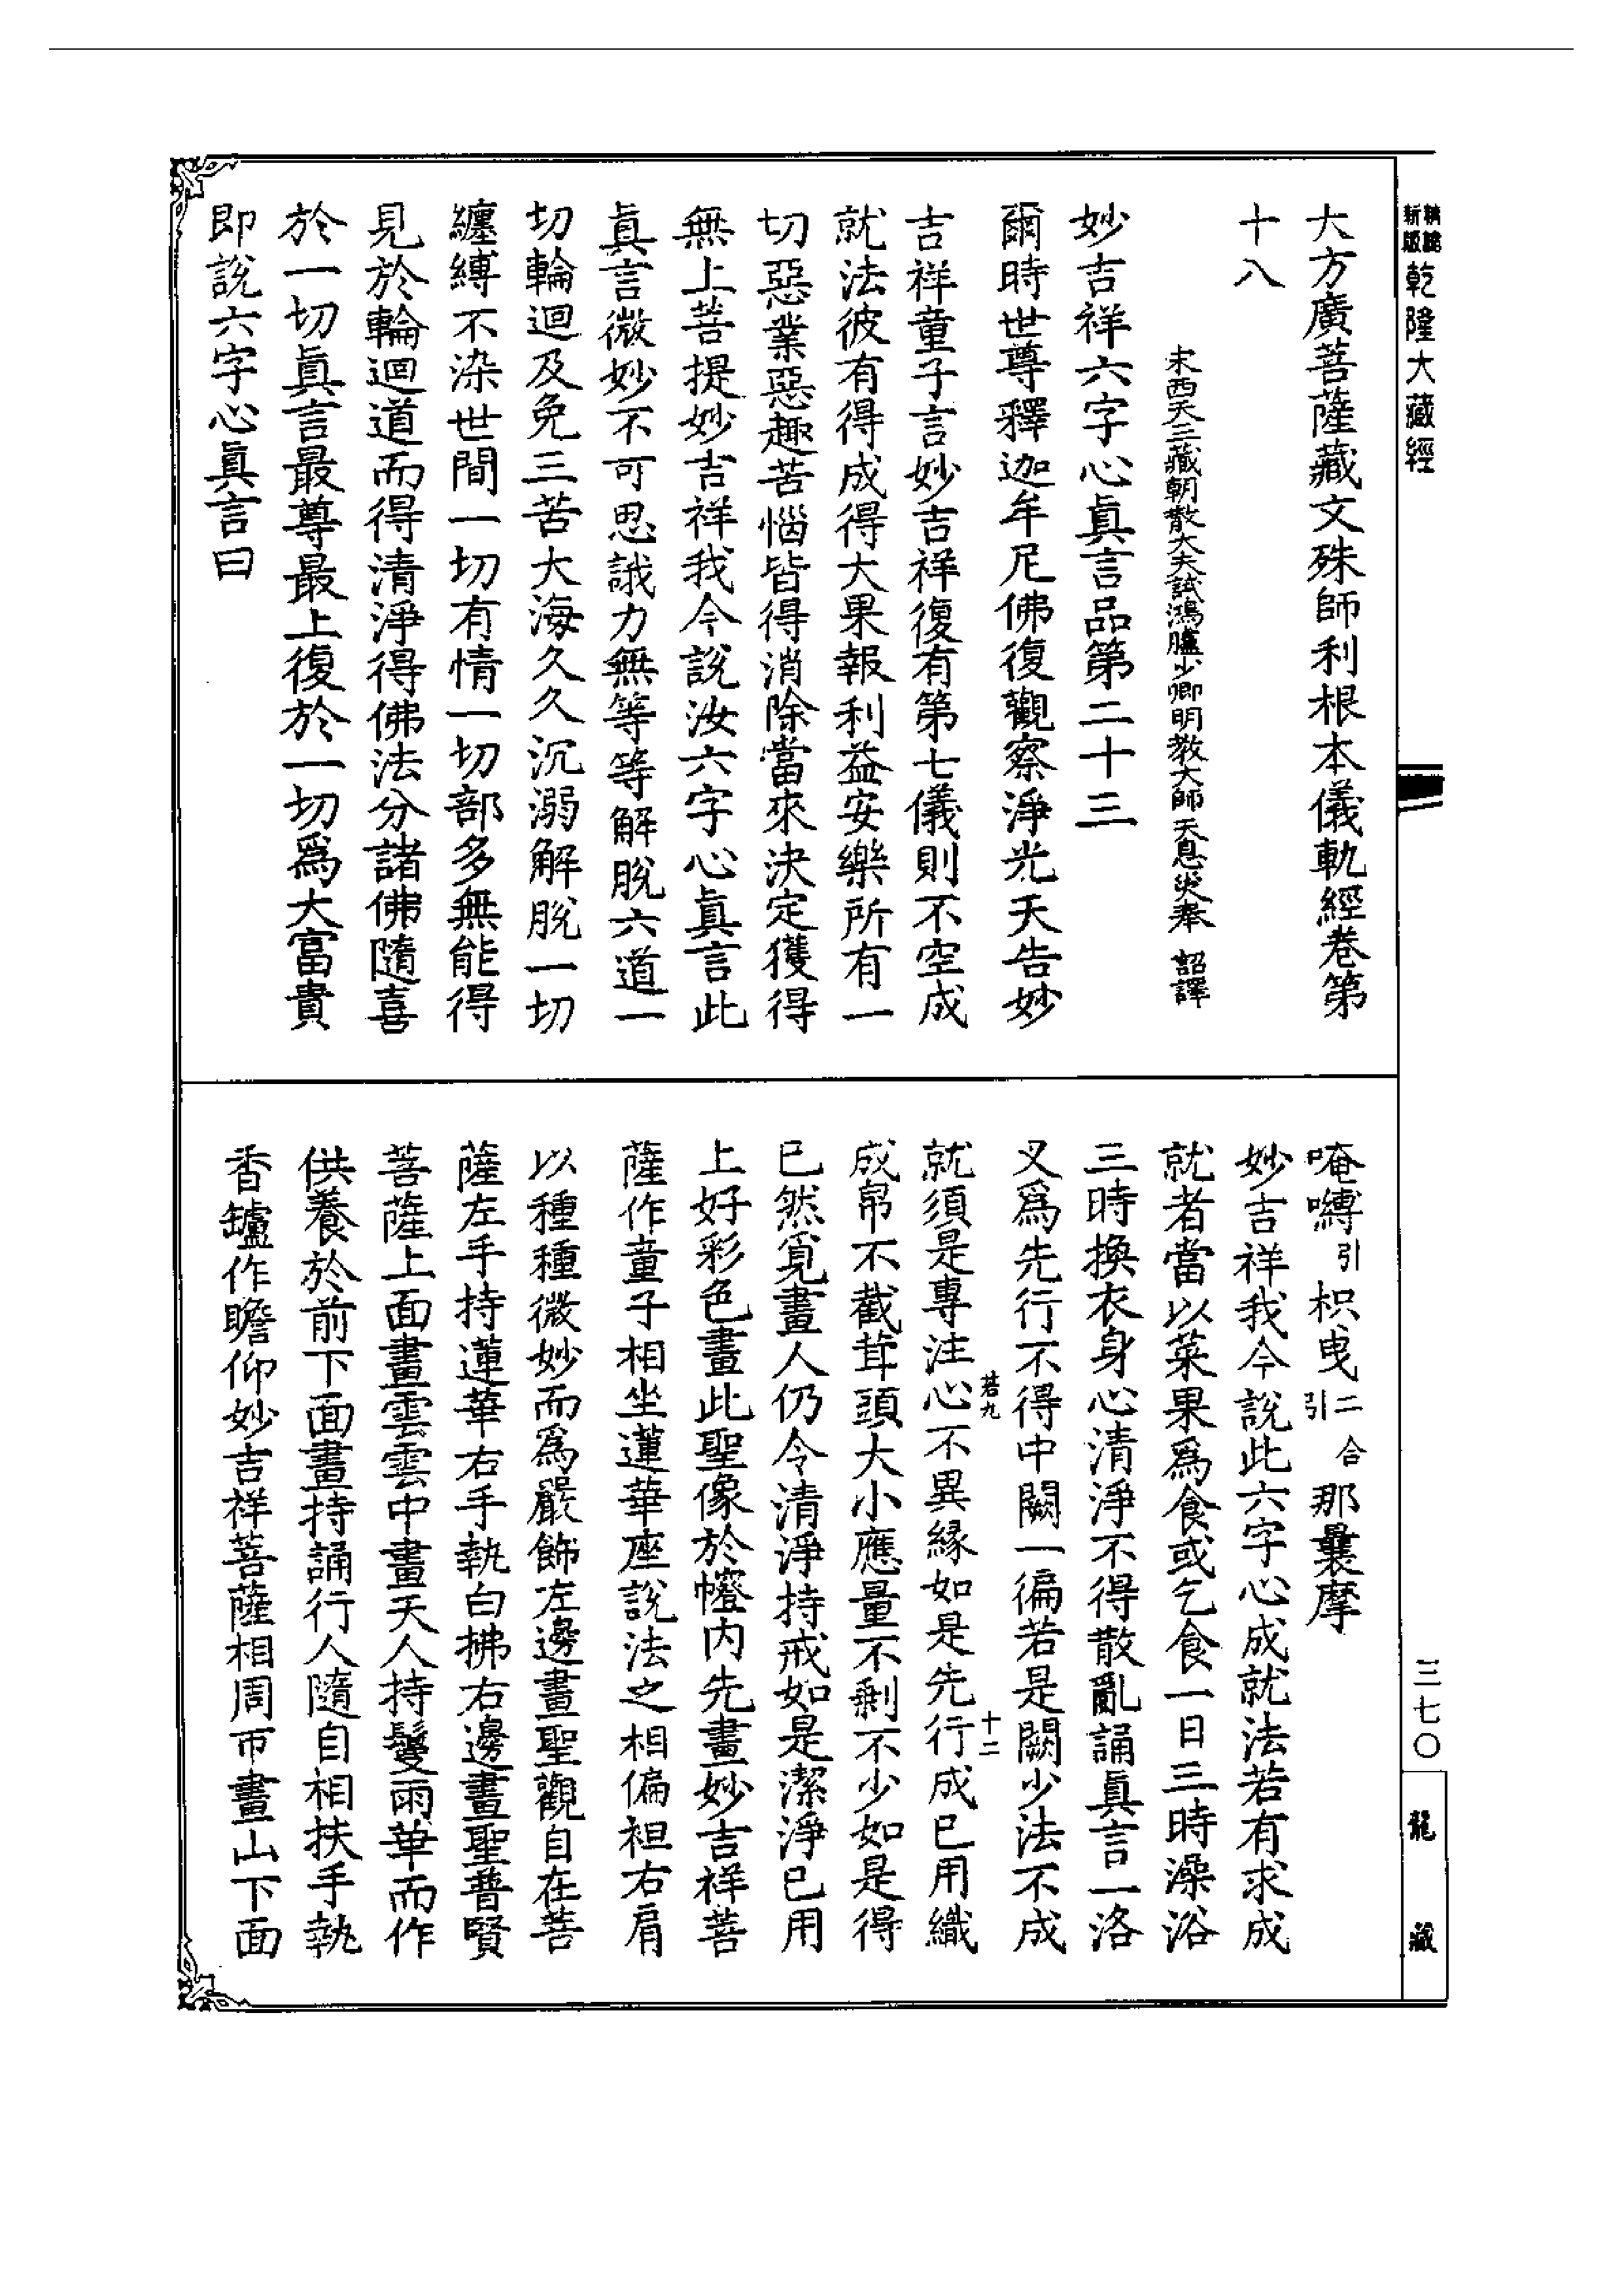 乾隆大藏經
大方廣菩薩藏文殊師利根本儀軌經卷第
十八
宋西天三藏朝散大夫試鴻臚少卿明教大師天息災奉 詔譯
妙吉祥六字心眞言品第二十三
爾時世尊釋迦牟尼佛復觀察淨光天告妙
吉祥童子言妙吉祥復有第七儀則不空成
就法彼有得成得大果報利益安樂所有一
切惡業惡趣苦惱皆得消除當來決定獲得
無上菩提妙吉祥我今說汝六字心眞言此
眞言微妙不可思議力無等等解脫六道一
切輪迴及免三苦大海久久沉溺解脫一切
纏縛不染世間一切有情一切部多無能得
見於輪迴道而得清淨得佛法分諸佛隨喜
於一切眞言最尊最上復於一切爲大富貴
即說六字心眞言曰
唵嚩引枳曳二合引那曩摩
妙吉祥我今說此六字心成就法若有求成
就者當以菜果爲食或乞食一日三時澡浴
三時換衣身心清淨不得散亂誦眞言一洛
叉爲先行不得中闕一徧若是闕少法不成
若九 十二
就須是專注心不異緣如是先行成已用織
成帛不截茸頭大小應量不剩不少如是得
已然覓畫人仍令清淨持戒如是潔淨已用
上好彩色畫此聖像於㡧内先畫妙吉祥菩
薩作童子相坐蓮華座說法之相偏袒右肩
以種種微妙而爲嚴飾左邊畫聖觀自在菩
薩左手持蓮華右手執白拂右邊畫聖普賢
菩薩上面畫雲雲中畫天人持鬘雨華而作
供養於前下面畫持誦行人隨自相扶手執
香鑪作瞻仰妙吉祥菩薩相周帀畫山下面
三七〇
龍藏